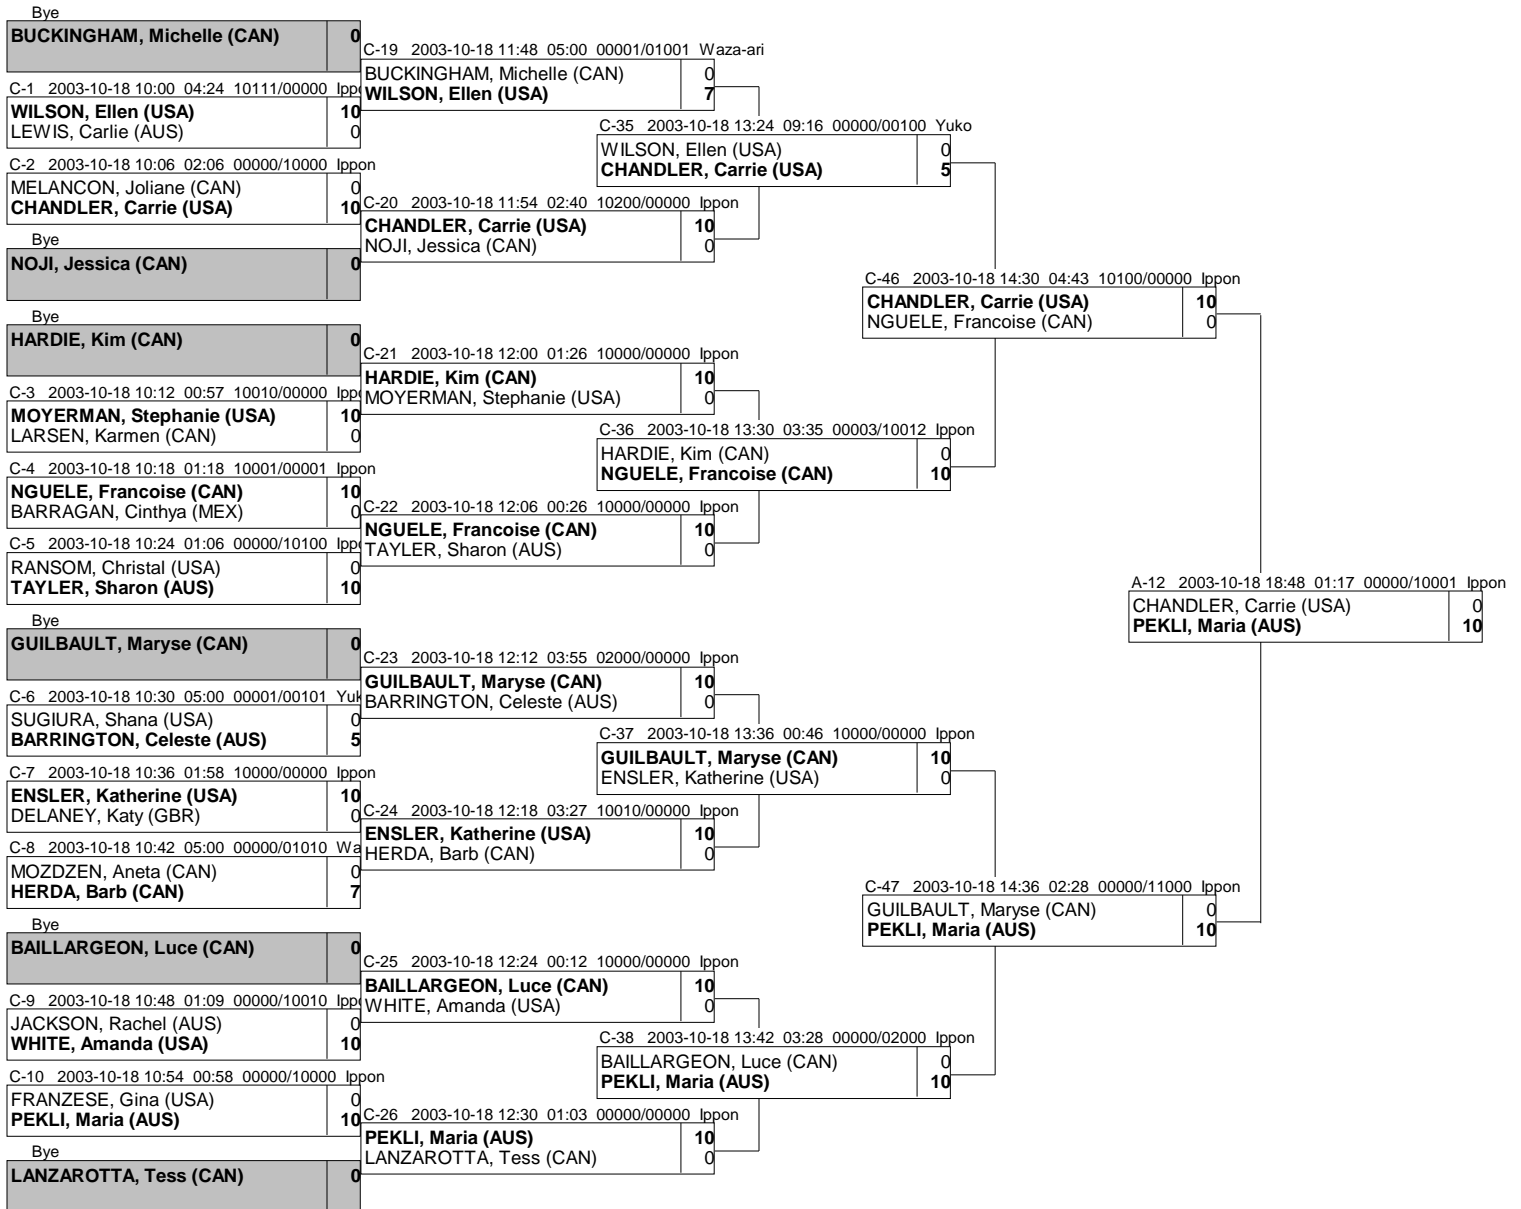 Bye
BUCKINGHAM, Michelle (CAN) 0
C-1 2003-10-18 10:00 04:24 10111/00000 Ippo
WILSON, Ellen (USA) 10
LEWIS, Carlie (AUS) 0
C-2 2003-10-18 10:06 02:06 00000/10000 Ippon
MELANCON, Joliane (CAN) 0
CHANDLER, Carrie (USA) 10
Bye
NOJI, Jessica (CAN) 0
Bye
HARDIE, Kim (CAN) 0
C-3 2003-10-18 10:12 00:57 10010/00000 Ippo
MOYERMAN, Stephanie (USA) 10
LARSEN, Karmen (CAN) 0
C-4 2003-10-18 10:18 01:18 10001/00001 Ippon
NGUELE, Francoise (CAN) 10
BARRAGAN, Cinthya (MEX) 0
C-5 2003-10-18 10:24 01:06 00000/10100 Ippo
RANSOM, Christal (USA) 0
TAYLER, Sharon (AUS) 10
Bye
GUILBAULT, Maryse (CAN) 0
C-6 2003-10-18 10:30 05:00 00001/00101 Yuk
SUGIURA, Shana (USA) 0
BARRINGTON, Celeste (AUS) 5
C-7 2003-10-18 10:36 01:58 10000/00000 Ippon
ENSLER, Katherine (USA) 10
DELANEY, Katy (GBR) 0
C-8 2003-10-18 10:42 05:00 00000/01010 Wa
MOZDZEN, Aneta (CAN) 0
HERDA, Barb (CAN) 7
Bye
BAILLARGEON, Luce (CAN) 0
C-9 2003-10-18 10:48 01:09 00000/10010 Ippo
JACKSON, Rachel (AUS) 0
WHITE, Amanda (USA) 10
C-10 2003-10-18 10:54 00:58 00000/10000 Ippon
FRANZESE, Gina (USA) 0
PEKLI, Maria (AUS) 10
Bye
LANZAROTTA, Tess (CAN) 0
C-19 2003-10-18 11:48 05:00 00001/01001 Waza-ari
BUCKINGHAM, Michelle (CAN) 0
WILSON, Ellen (USA) 7
C-20 2003-10-18 11:54 02:40 10200/00000 Ippon
CHANDLER, Carrie (USA) 10
NOJI, Jessica (CAN) 0
C-21 2003-10-18 12:00 01:26 10000/00000 Ippon
HARDIE, Kim (CAN) 10
MOYERMAN, Stephanie (USA) 0
C-22 2003-10-18 12:06 00:26 10000/00000 Ippon
NGUELE, Francoise (CAN) 10
TAYLER, Sharon (AUS) 0
C-23 2003-10-18 12:12 03:55 02000/00000 Ippon
GUILBAULT, Maryse (CAN) 10
BARRINGTON, Celeste (AUS) 0
C-24 2003-10-18 12:18 03:27 10010/00000 Ippon
ENSLER, Katherine (USA) 10
HERDA, Barb (CAN) 0
C-25 2003-10-18 12:24 00:12 10000/00000 Ippon
BAILLARGEON, Luce (CAN) 10
WHITE, Amanda (USA) 0
C-26 2003-10-18 12:30 01:03 00000/00000 Ippon
PEKLI, Maria (AUS) 10
LANZAROTTA, Tess (CAN) 0
C-35 2003-10-18 13:24 09:16 00000/00100 Yuko
WILSON, Ellen (USA) 0
CHANDLER, Carrie (USA) 5
C-36 2003-10-18 13:30 03:35 00003/10012 Ippon
HARDIE, Kim (CAN) 0
NGUELE, Francoise (CAN) 10
C-37 2003-10-18 13:36 00:46 10000/00000 Ippon
GUILBAULT, Maryse (CAN) 10
ENSLER, Katherine (USA) 0
C-38 2003-10-18 13:42 03:28 00000/02000 Ippon
BAILLARGEON, Luce (CAN) 0
PEKLI, Maria (AUS) 10
C-46 2003-10-18 14:30 04:43 10100/00000 Ippon
CHANDLER, Carrie (USA) 10
NGUELE, Francoise (CAN) 0
C-47 2003-10-18 14:36 02:28 00000/11000 Ippon
GUILBAULT, Maryse (CAN) 0
PEKLI, Maria (AUS) 10
A-12 2003-10-18 18:48 01:17 00000/10001 Ippon
CHANDLER, Carrie (USA) 0
PEKLI, Maria (AUS) 10